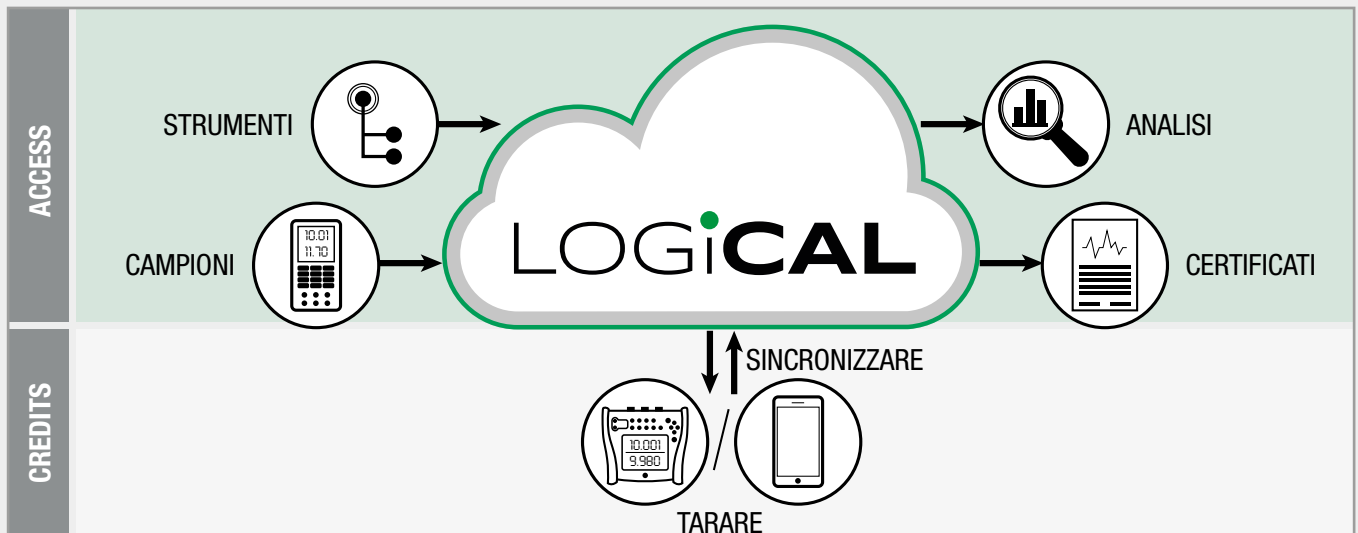 ACCESS
STRUMENTI
CAMPIONI
10.01
11.70
LOGiCAL
ANALISI
CERTIFICATI
CREDITS
SINCRONIZZARE
10.001
9.980
TARARE